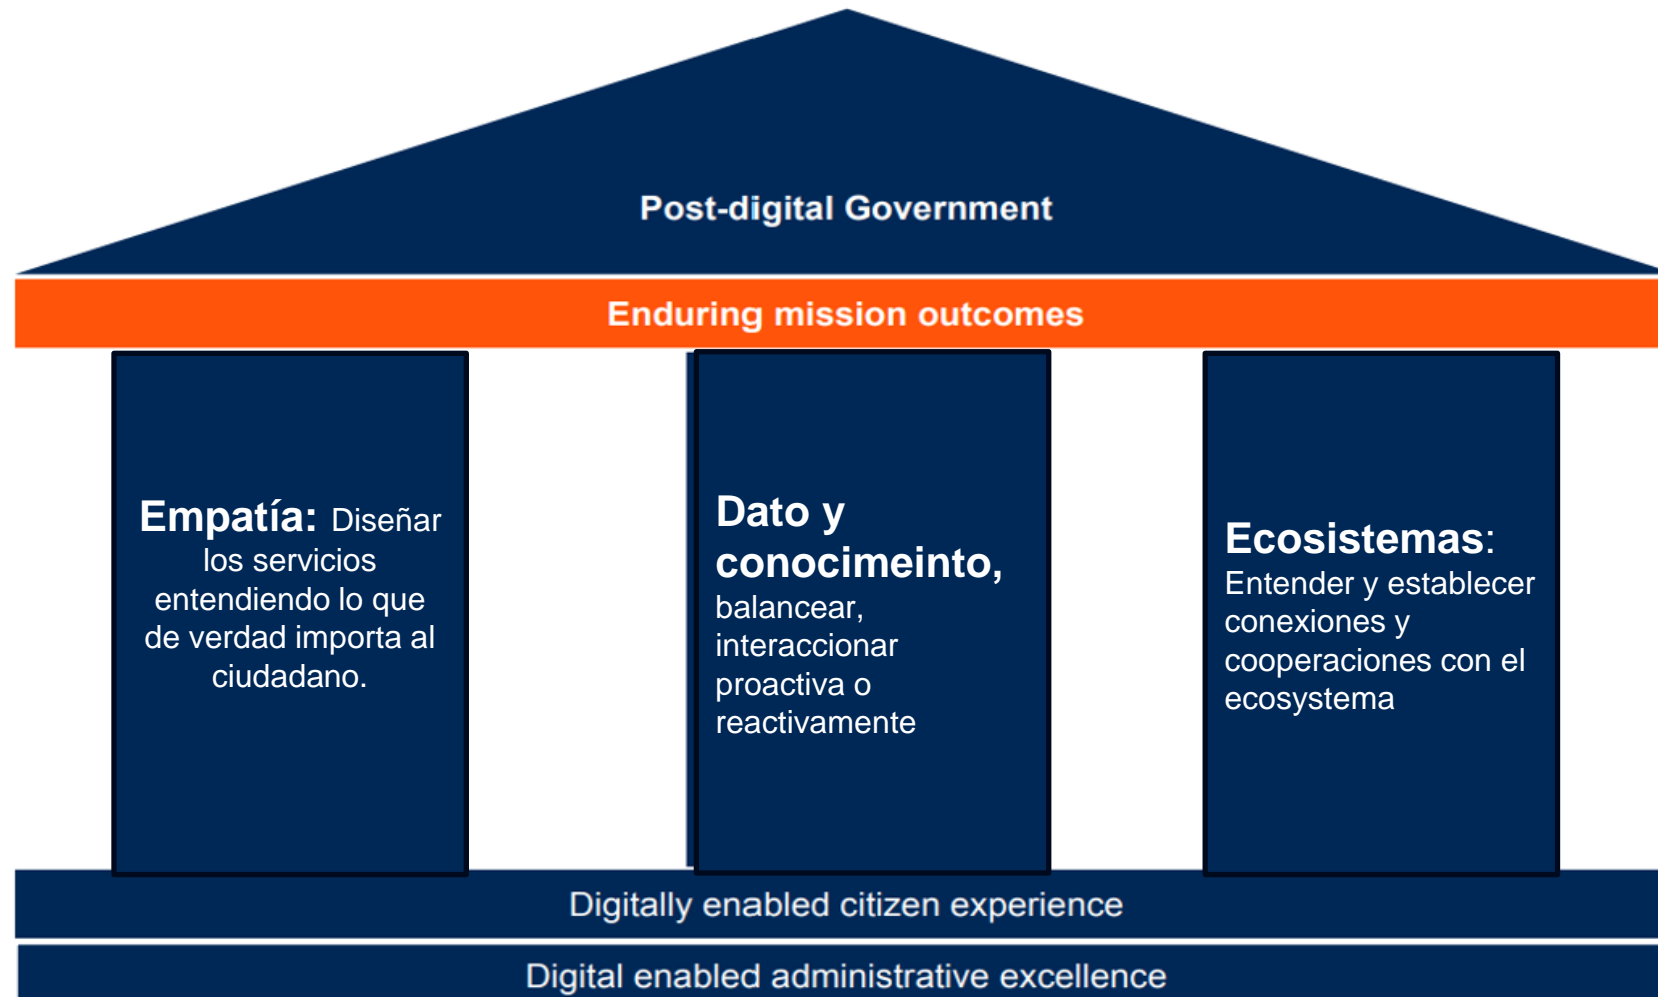 Post-digital Government
Enduring mission outcomes
Empatía: Diseñar
los servicios
entendiendo lo que
de verdad importa al
ciudadano.
Dato y
conocimeinto,
balancear,
interaccionar
proactiva o
reactivamente
Ecosistemas:
Entender y establecer
conexiones y
cooperaciones con el
ecosystema
Digitally enabled citizen experience
Digital enabled administrative excellence